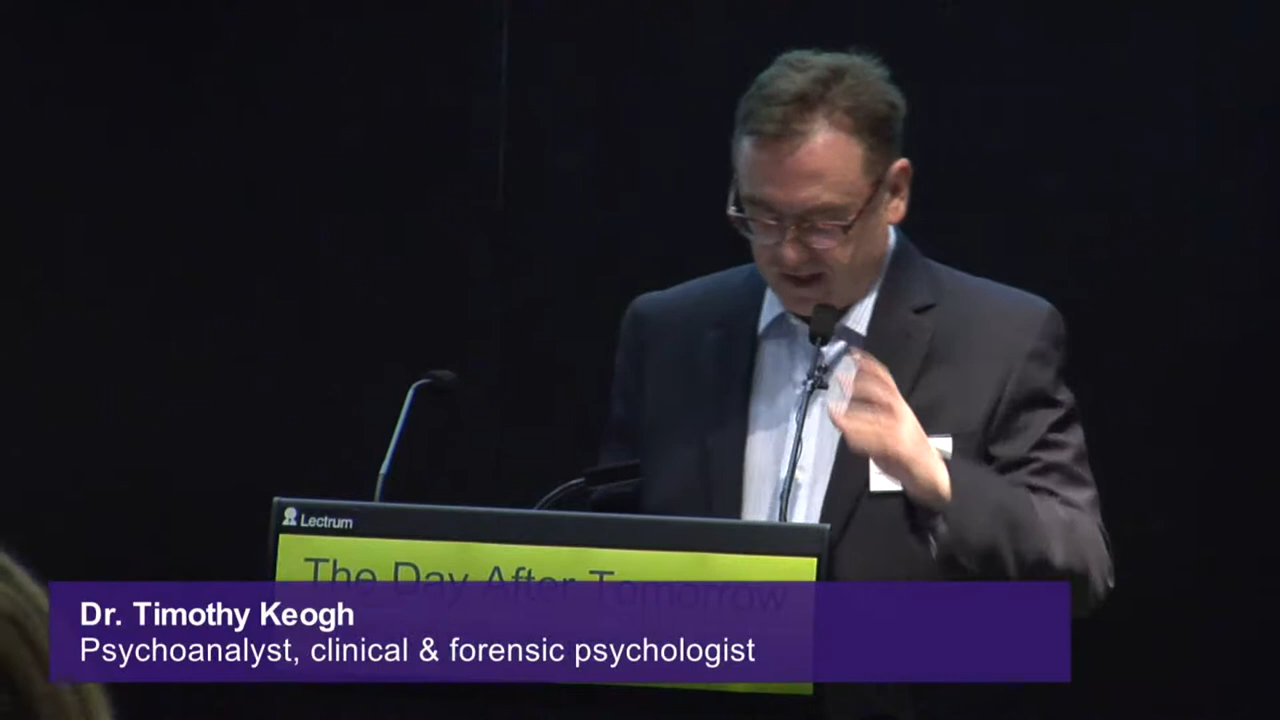 Lectrum
The Day After Tomorrow
Dr. Timothy Keogh
Psychoanalyst, clinical & forensic psychologist